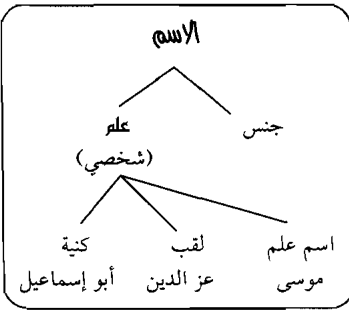 الاسم
جنس علم
(شخصي)
اسم علم لقب كنية
موسى عز الدين أبو إسماعيل